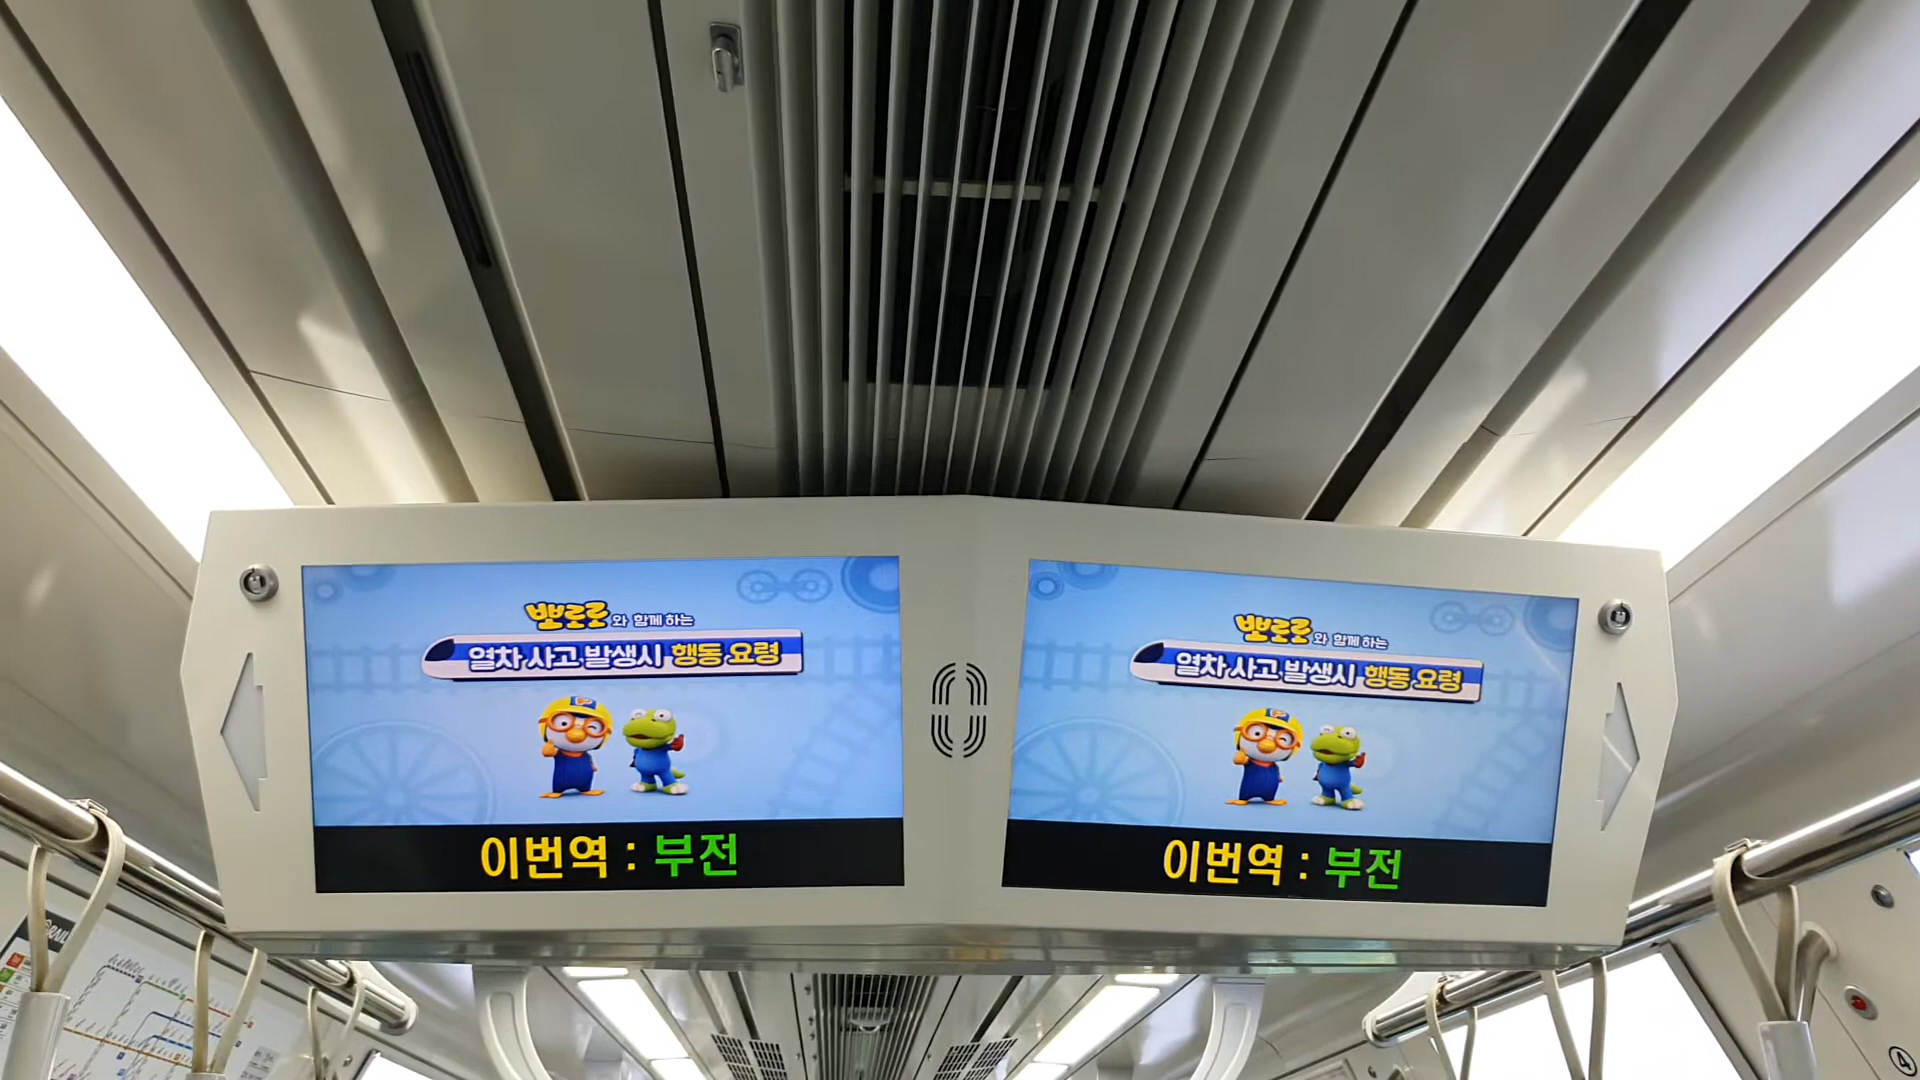 뽀로로와 함께 하는
열차 사고 발생시 행동 요령
이번역 : 부전
뽀로로와 함께 하는
열차 사고 발생시 행동 요령
이번역 : 부전
4